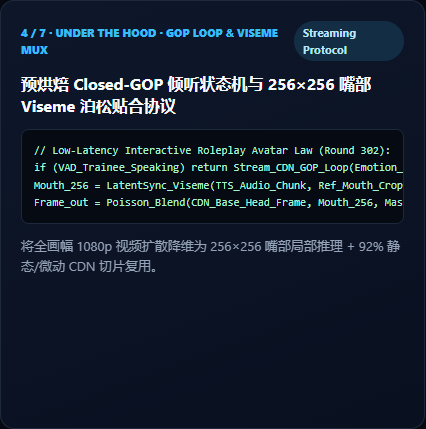 4 / 7 · UNDER THE HOOD · GOP LOOP & VISEME
MUX
Streaming
Protocol
预烘焙 Closed-GOP 倾听状态机与 256×256 嘴部
Viseme 泊松贴合协议
// Low-Latency Interactive Roleplay Avatar Law (Round 302):
if (VAD_Trainee_Speaking) return Stream_CDN_GOP_Loop(Emotion_
Mouth_256 = LatentSync_Viseme(TTS_Audio_Chunk, Ref_Mouth_Crop
Frame_out = Poisson_Blend(CDN_Base_Head_Frame, Mouth_256, Mas
将全画幅 1080p 视频扩散降维为 256×256 嘴部局部推理 + 92% 静
态/微动 CDN 切片复用。